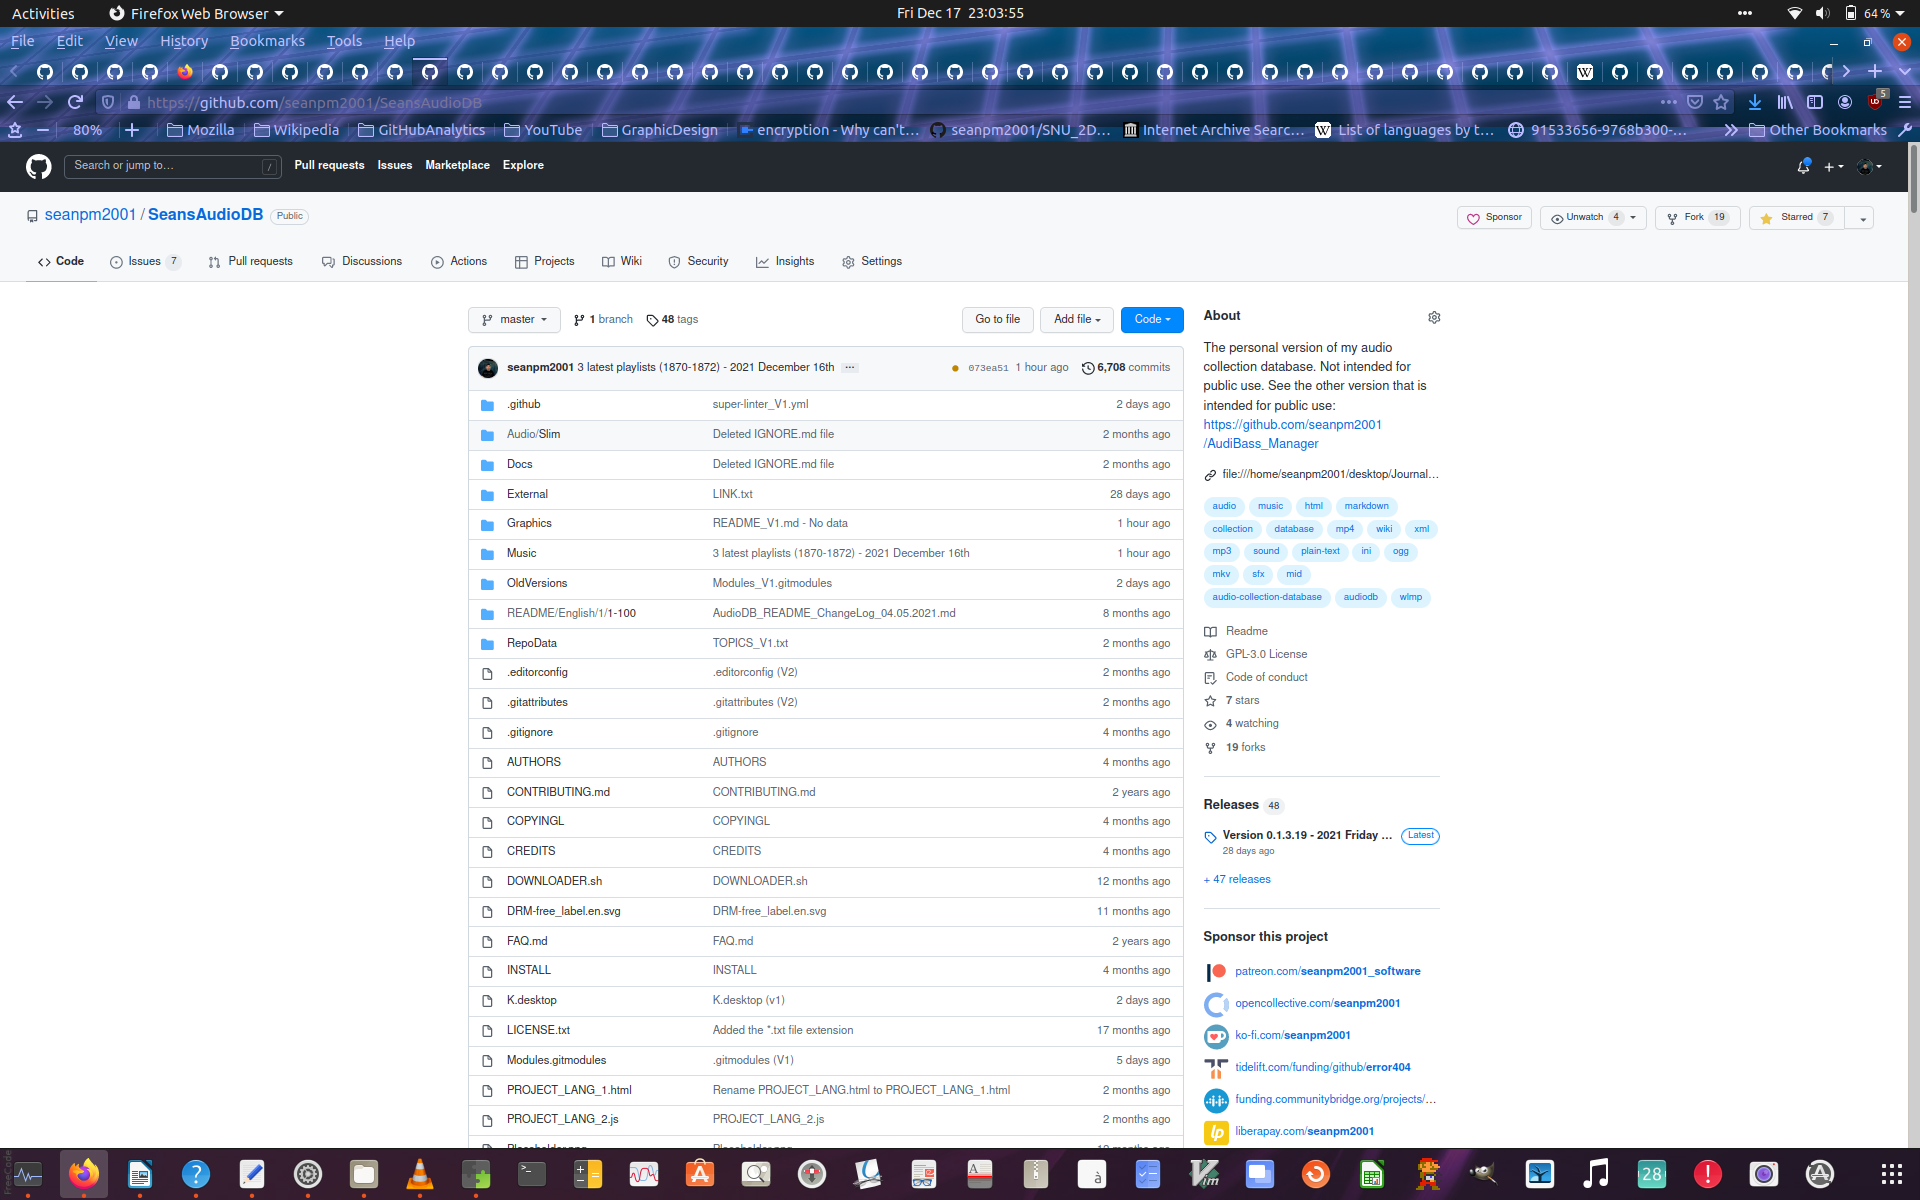 Activities Firefox Web Browser Fri Dec 17 23:03:55 64 %
File Edit View History Bookmarks Tools Help
https://github.com/seanpm2001/SeansAudioDB 5
80% Mozilla Wikipedia GitHubAnalytics YouTube GraphicDesign encryption - Why can't… seanpm2001/SNU_2D… Internet Archive Searc… List of languages by t… 91533656-9768b300-… Other Bookmarks
Search or jump to… / Pull requests Issues Marketplace Explore
seanpm2001 / SeansAudioDB Public Sponsor Unwatch 4 Fork 19 Starred 7
Code Issues 7 Pull requests Discussions Actions Projects Wiki Security Insights Settings
master 1 branch 48 tags Go to file Add file Code
seanpm2001 3 latest playlists (1870-1872) - 2021 December 16th ... 073ea51 1 hour ago 6,708 commits
.github super-linter_V1.yml 2 days ago
Audio/Slim Deleted IGNORE.md file 2 months ago
Docs Deleted IGNORE.md file 2 months ago
External LINK.txt 28 days ago
Graphics README_V1.md - No data 1 hour ago
Music 3 latest playlists (1870-1872) - 2021 December 16th 1 hour ago
OldVersions Modules_V1.gitmodules 2 days ago
README/English/1/1-100 AudioDB_README_ChangeLog_04.05.2021.md 8 months ago
RepoData TOPICS_V1.txt 2 months ago
.editorconfig .editorconfig (V2) 2 months ago
.gitattributes .gitattributes (V2) 2 months ago
.gitignore .gitignore 4 months ago
AUTHORS AUTHORS 4 months ago
CONTRIBUTING.md CONTRIBUTING.md 2 years ago
COPYINGL COPYINGL 4 months ago
CREDITS CREDITS 4 months ago
DOWNLOADER.sh DOWNLOADER.sh 12 months ago
DRM-free_label.en.svg DRM-free_label.en.svg 11 months ago
FAQ.md FAQ.md 2 years ago
INSTALL INSTALL 4 months ago
K.desktop K.desktop (v1) 2 days ago
LICENSE.txt Added the *.txt file extension 17 months ago
Modules.gitmodules .gitmodules (V1) 5 days ago
PROJECT_LANG_1.html Rename PROJECT_LANG.html to PROJECT_LANG_1.html 2 months ago
PROJECT_LANG_2.js PROJECT_LANG_2.js 2 months ago
About
The personal version of my audio
collection database. Not intended for
public use. See the other version that is
intended for public use:
https://github.com/seanpm2001
/AudiBass_Manager
file:///home/seanpm2001/desktop/Journal…
audio music html markdown
collection database mp4 wiki xml
mp3 sound plain-text ini ogg
mkv sfx mid
audio-collection-database audiodb wlmp
Readme
GPL-3.0 License
Code of conduct
7 stars
4 watching
19 forks
Releases 48
Version 0.1.3.19 - 2021 Friday … Latest
28 days ago
+ 47 releases
Sponsor this project
patreon.com/seanpm2001_software
opencollective.com/seanpm2001
ko-fi.com/seanpm2001
tidelift.com/funding/github/error404
funding.communitybridge.org/projects/…
liberapay.com/seanpm2001
28